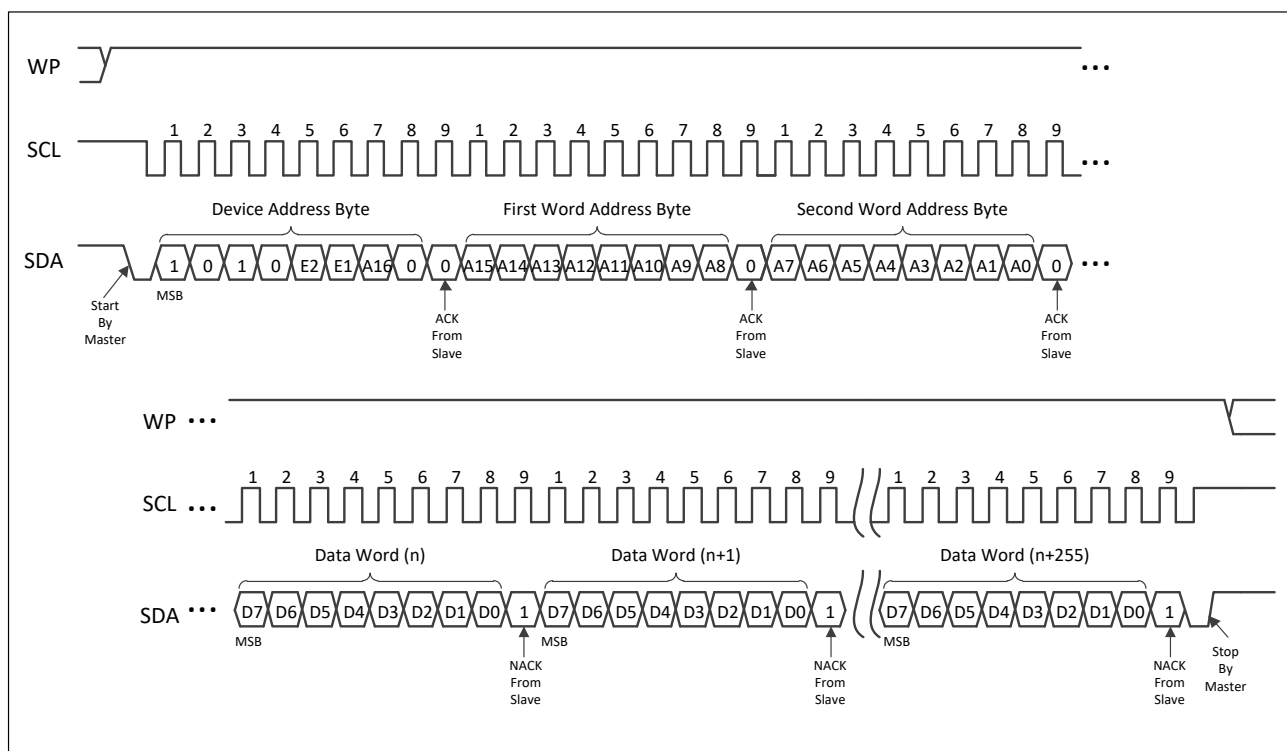 WP ...
1 2 3 4 5 6 7 8 9 1 2 3 4 5 6 7 8 9 1 2 3 4 5 6 7 8 9
SCL ...
Device Address Byte First Word Address Byte Second Word Address Byte
SDA 1 0 1 0 E2 E1 A16 0 0 A15 A14 A13 A12 A11 A10 A9 A8 0 A7 A6 A5 A4 A3 A2 A1 A0 0 ...
MSB
Start
By
Master
ACK
From
Slave
ACK
From
Slave
ACK
From
Slave
WP ...
1 2 3 4 5 6 7 8 9 1 2 3 4 5 6 7 8 9 1 2 3 4 5 6 7 8 9
SCL ...
Data Word (n) Data Word (n+1) Data Word (n+255)
SDA ... D7 D6 D5 D4 D3 D2 D1 D0 1 D7 D6 D5 D4 D3 D2 D1 D0 1 D7 D6 D5 D4 D3 D2 D1 D0 1
MSB MSB MSB
NACK
From
Slave
NACK
From
Slave
NACK
From
Slave
Stop
By
Master